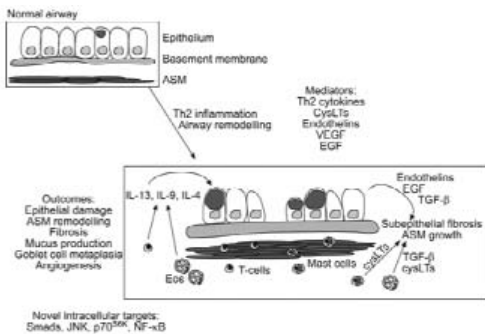 Normal airway
Epithelium
Basement membrane
ASM
Th2 inflammation
Airway remodelling
Mediators:
Th2 cytokines
CysLTs
Endothelins
VEGF
EGF
Outcomes:
Epithelial damage
ASM remodelling
Fibrosis
Mucus production
Goblet cell metaplasia
Angiogenesis
IL-13, IL-9, IL-4
Eos
T-cells
Mast cells
cysLTs
Endothelins
EGF
TGF-β
Subepithelial fibrosis
ASM growth
TGF-β
cysLTs
Novel intracellular targets:
Smads, JNK, p70S6K, NF-κB